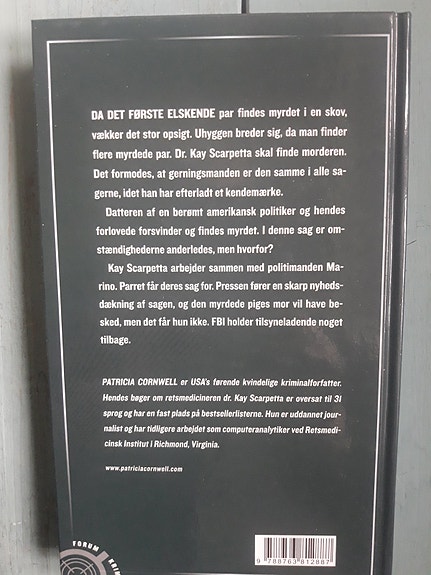 DA DET FØRSTE ELSKENDE par findes myrdet i en skov,
vækker det stor opsigt. Uhyggen breder sig, da man finder
flere myrdede par. Dr. Kay Scarpetta skal finde morderen.
Det formodes, at gerningsmanden er den samme i alle sa-
gerne, idet han har efterladt et kendemærke.
Datteren af en berømt amerikansk politiker og hendes
forlovede forsvinder og findes myrdet. I denne sag er om-
stændighederne anderledes, men hvorfor?
Kay Scarpetta arbejder sammen med politimanden Ma-
rino. Parret får deres sag for. Pressen fører en skarp nyheds-
dækning af sagen, og den myrdede piges mor vil have be-
sked, men det får hun ikke. FBI holder tilsyneladende noget
tilbage.
PATRICIA CORNWELL er USA's førende kvindelige kriminalforfatter.
Hendes bøger om retsmedicineren dr. Kay Scarpetta er oversat til 31
sprog og har en fast plads på bestsellerlisterne. Hun er uddannet jour-
nalist og har tidligere arbejdet som computeranalytiker ved Retsmedi-
cinsk Institut i Richmond, Virginia.
www.patriciacornwell.com
FORUM KRIM
9 788763 812887